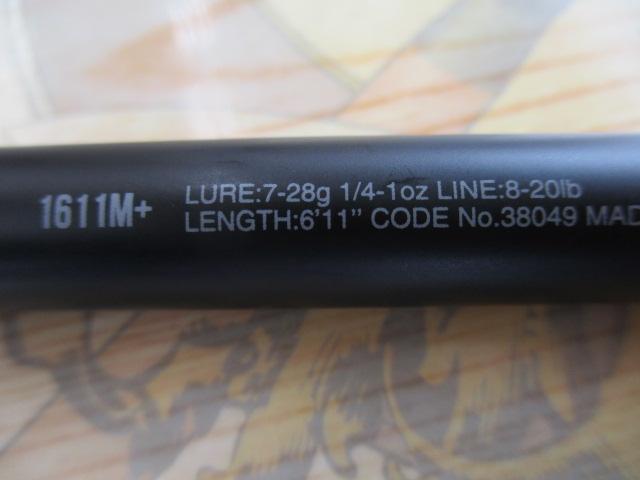 1611M+
LURE:7-28g 1/4-1oz LINE:8-20lb
LENGTH:6'11" CODE No.38049 MAD